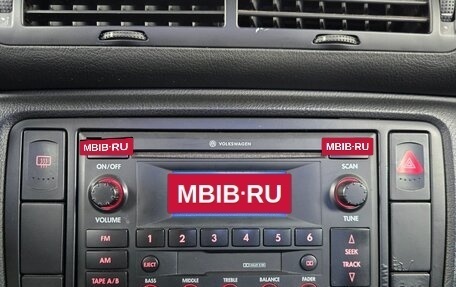 VOLKSWAGEN
MBIB·RU MBIB·RU
ON/OFF SCAN
MBIB·RU
VOLUME TUNE
FM 1 2 3 4 5 6
SEEK
AM EJECT TRACK
TAPE A/B BASS MIDDLE TREBLE BALANCE FADER